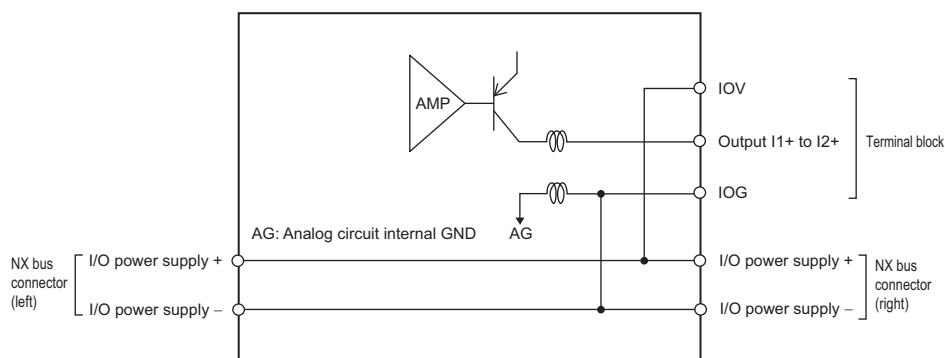 AMP
IOV
Output I1+ to I2+
Terminal block
IOG
AG: Analog circuit internal GND
AG
NX bus
connector
(left)
I/O power supply +
I/O power supply −
I/O power supply +
I/O power supply −
NX bus
connector
(right)